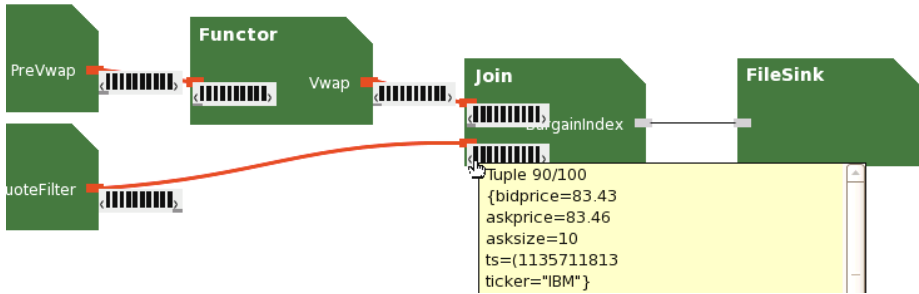 PreVwap
Functor
Vwap
Join
FileSink
uoteFilter
argainIndex
Tuple 90/100
{bidprice=83.43
askprice=83.46
asksize=10
ts=(1135711813
ticker="IBM"}